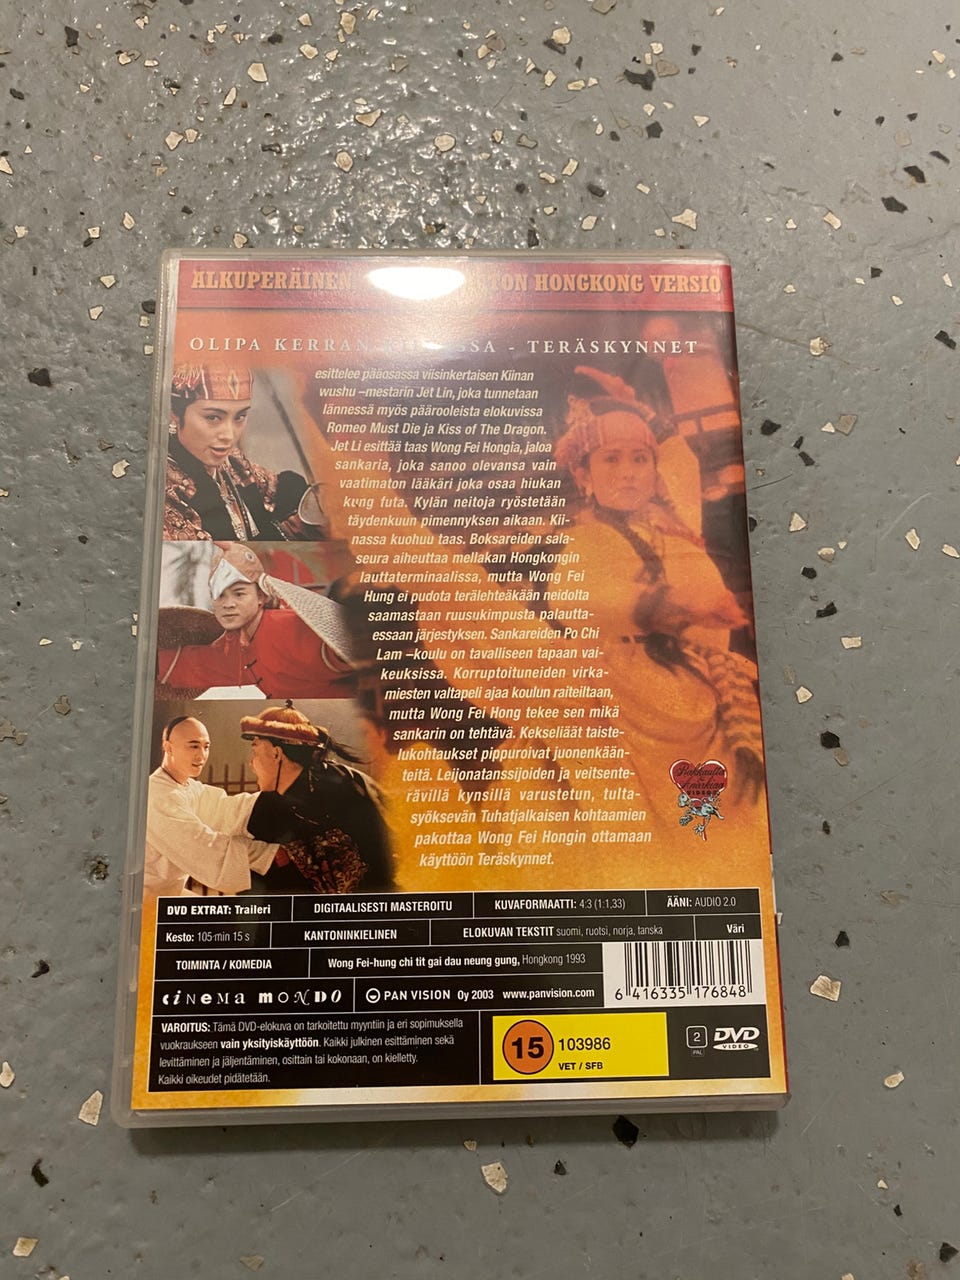 ALKUPERÄINEN HONGKONG VERSIO
OLIPA KERRAN - TERÄSKYNNET
esittelee pääosassa viisinkertaisen Kiinan
wushu –mestarin Jet Lin, joka tunnetaan
lännessä myös päärooleista elokuvissa
Romeo Must Die ja Kiss of The Dragon.
Jet Li esittää taas Wong Fei Hongia, jaloa
sankaria, joka sanoo olevansa vain
vaatimaton lääkäri joka osaa hiukan
kung futa. Kylän neitoja ryöstetään
täydenkuun pimennyksen aikaan. Kii-
nassa kuohuu taas. Boksareiden sala-
seura aiheuttaa mellakan Hongkongin
lauttaterminaalissa, mutta Wong Fei
Hung ei pudota terälehteäkään neidolta
saamastaan ruusukimpusta palautta-
essaan järjestyksen. Sankareiden Po Chi
Lam –koulu on tavalliseen tapaan vai-
keuksissa. Korruptoituneiden virka-
miesten valtapeli ajaa koulun raiteiltaan,
mutta Wong Fei Hong tekee sen mikä
sankarin on tehtävä. Kekseliäät taiste-
lukohtaukset pippuroivat juonenkään-
teitä. Leijonatanssijoiden ja veitsente-
rävillä kynsillä varustetun, tulta-
syöksevän Tuhatjalkaisen kohtaamien
pakottaa Wong Fei Hongin ottamaan
käyttöön Teräskynnet.
Rakkautta
& Anarkiaa
VIDEO
DVD EXTRAT: Traileri DIGITAALISESTI MASTEROITU KUVAFORMAATTI: 4:3 (1:1,33) ÄÄNI: AUDIO 2.0
Kesto: 105 min 15 s KANTONINKIELINEN ELOKUVAN TEKSTIT suomi, ruotsi, norja, tanska Väri
TOIMINTA / KOMEDIA Wong Fei-hung chi tit gai dau neung gung, Hongkong 1993
CiNeMa MONDO PAN VISION Oy 2003 www.panvision.com
6 416335 176848
VAROITUS: Tämä DVD-elokuva on tarkoitettu myyntiin ja eri sopimuksella
vuokraukseen vain yksityiskäyttöön. Kaikki julkinen esittäminen sekä
levittäminen ja jäljentäminen, osittain tai kokonaan, on kielletty.
Kaikki oikeudet pidätetään.
15 103986
VET / SFB
2
PAL
DVD
VIDEO